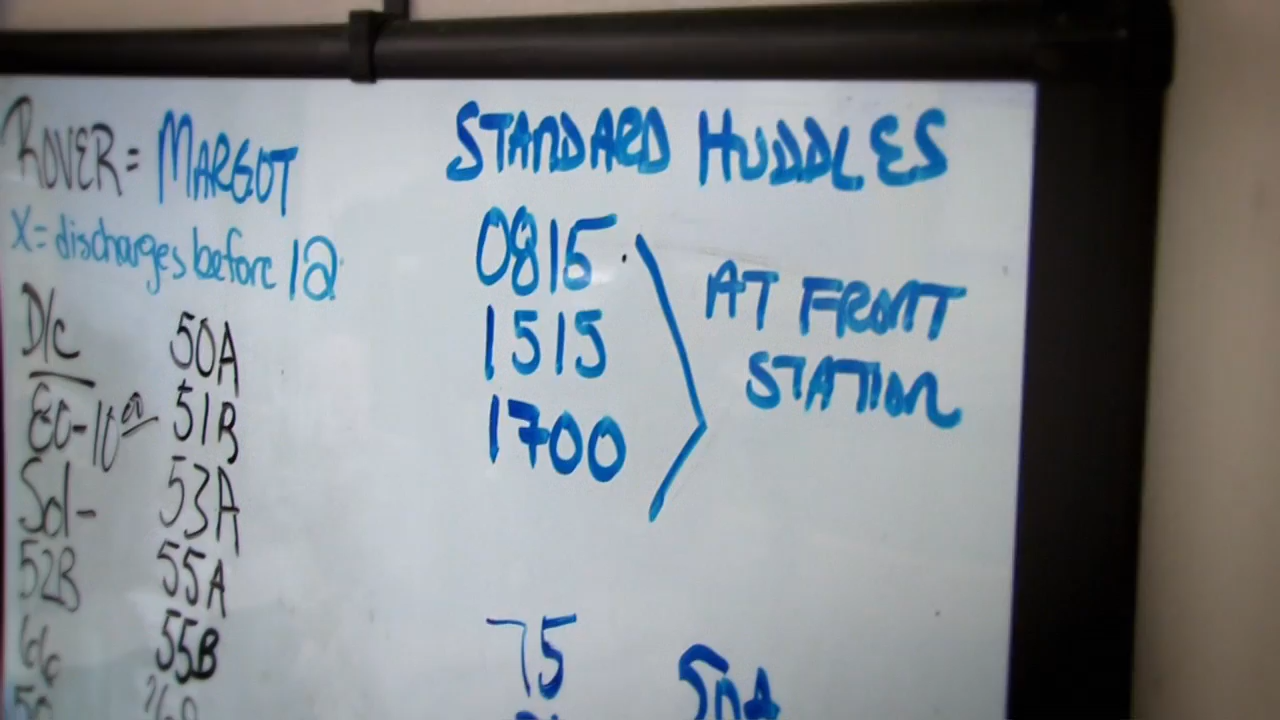 ROVER = MARGOT
X = discharges before 12
D/C
50A
51B
53A
52B
55A
55B
STANDARD HUDDLES
0815
1515
1700
AT FRONT
STATION
75
50A